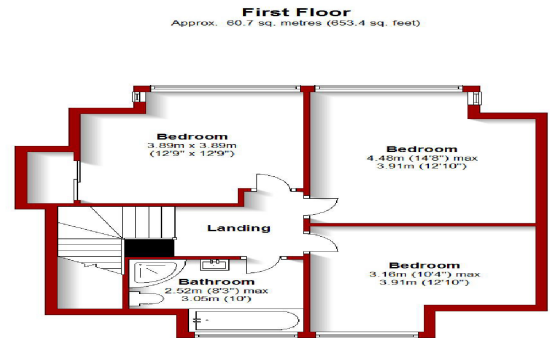 First Floor
Approx. 60.7 sq. metres (653.4 sq. feet)
Bedroom
3.89m x 3.89m
(12'9" x 12'9")
Bedroom
4.48m (14'8") max
3.91m (12'10")
Landing
Bedroom
3.16m (10'4") max
3.91m (12'10")
Bathroom
2.52m (8'3") max
3.05m (10')